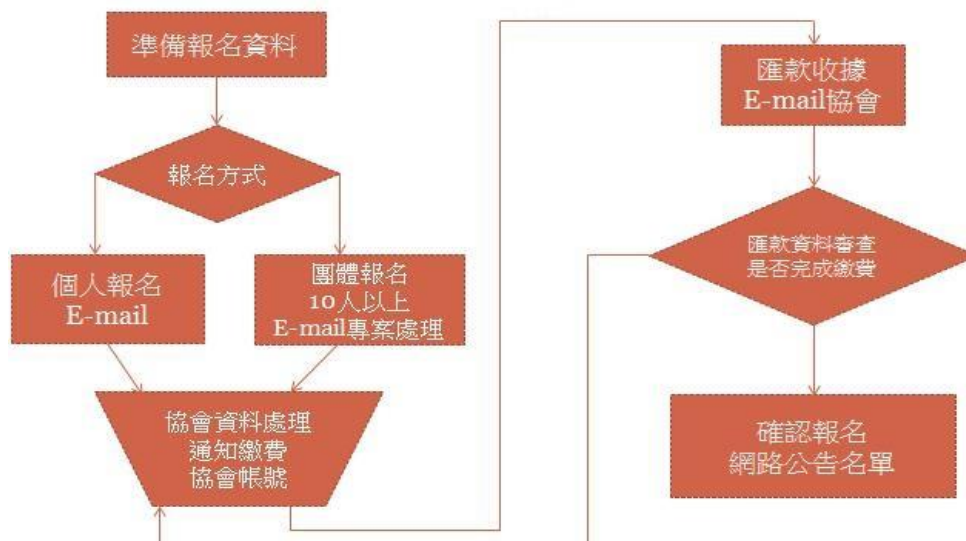 準備報名資料
報名方式
個人報名
E-mail
團體報名
10人以上
E-mail專案處理
協會資料處理
通知繳費
協會帳號
匯款收據
E-mail協會
匯款資料審查
是否完成繳費
確認報名
網路公告名單